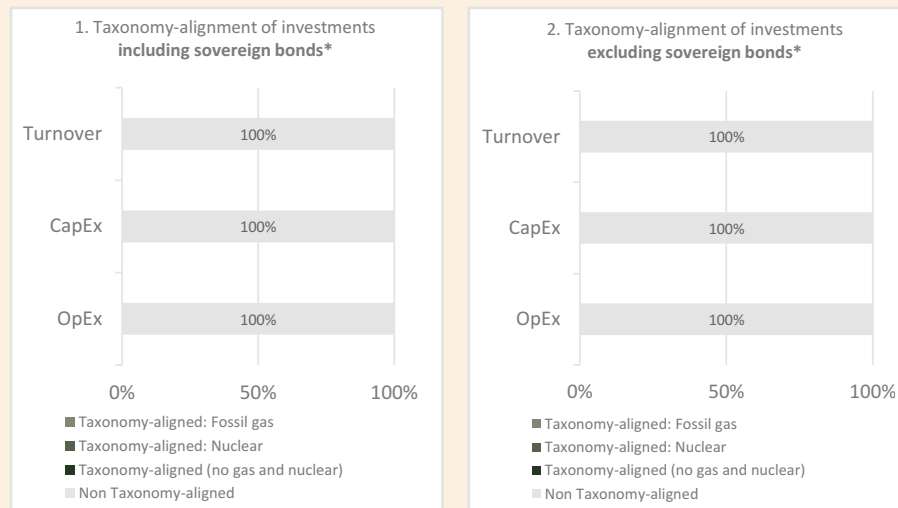 1. Taxonomy-alignment of investments
including sovereign bonds*
Turnover
100%
CapEx
100%
OpEx
100%
0%
50%
100%
Taxonomy-aligned: Fossil gas
Taxonomy-aligned: Nuclear
Taxonomy-aligned (no gas and nuclear)
Non Taxonomy-aligned
2. Taxonomy-alignment of investments
excluding sovereign bonds*
Turnover
100%
CapEx
100%
OpEx
100%
0%
50%
100%
Taxonomy-aligned: Fossil gas
Taxonomy-aligned: Nuclear
Taxonomy-aligned (no gas and nuclear)
Non Taxonomy-aligned